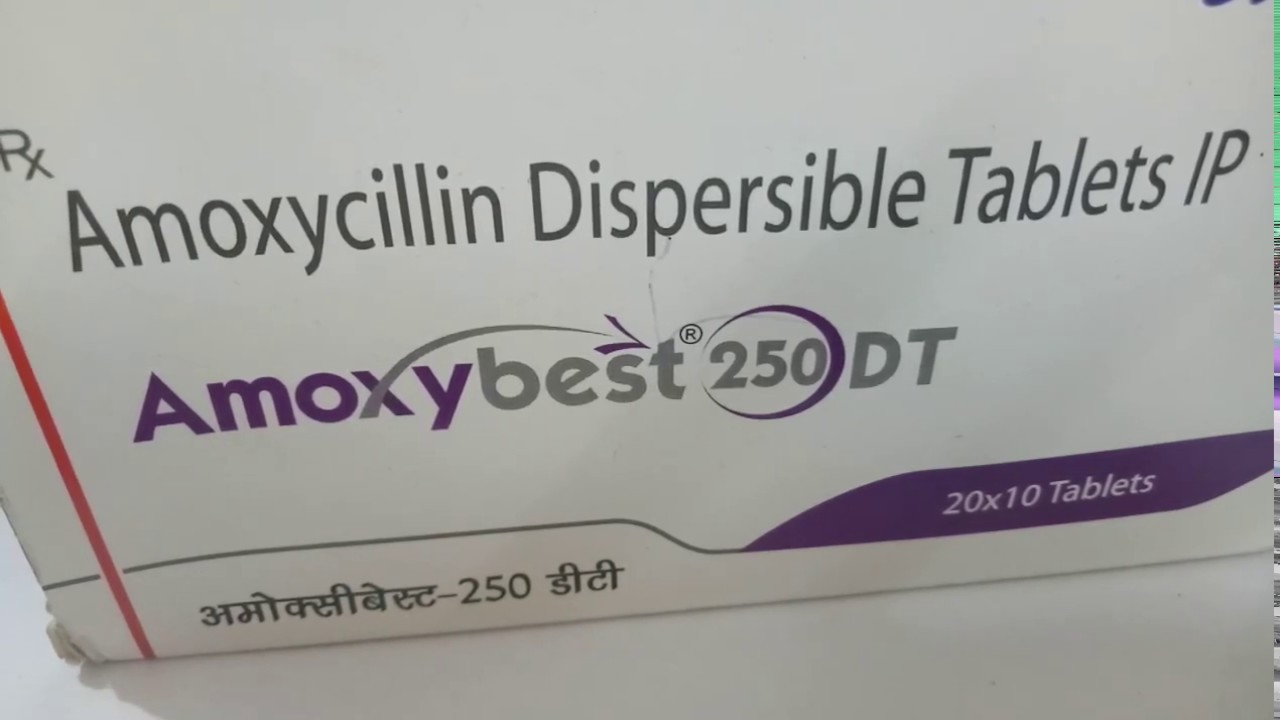 Rx
Amoxycillin Dispersible Tablets IP
Amoxybest® 250 DT
20x10 Tablets
अमोक्सीबेस्ट-250 डीटी